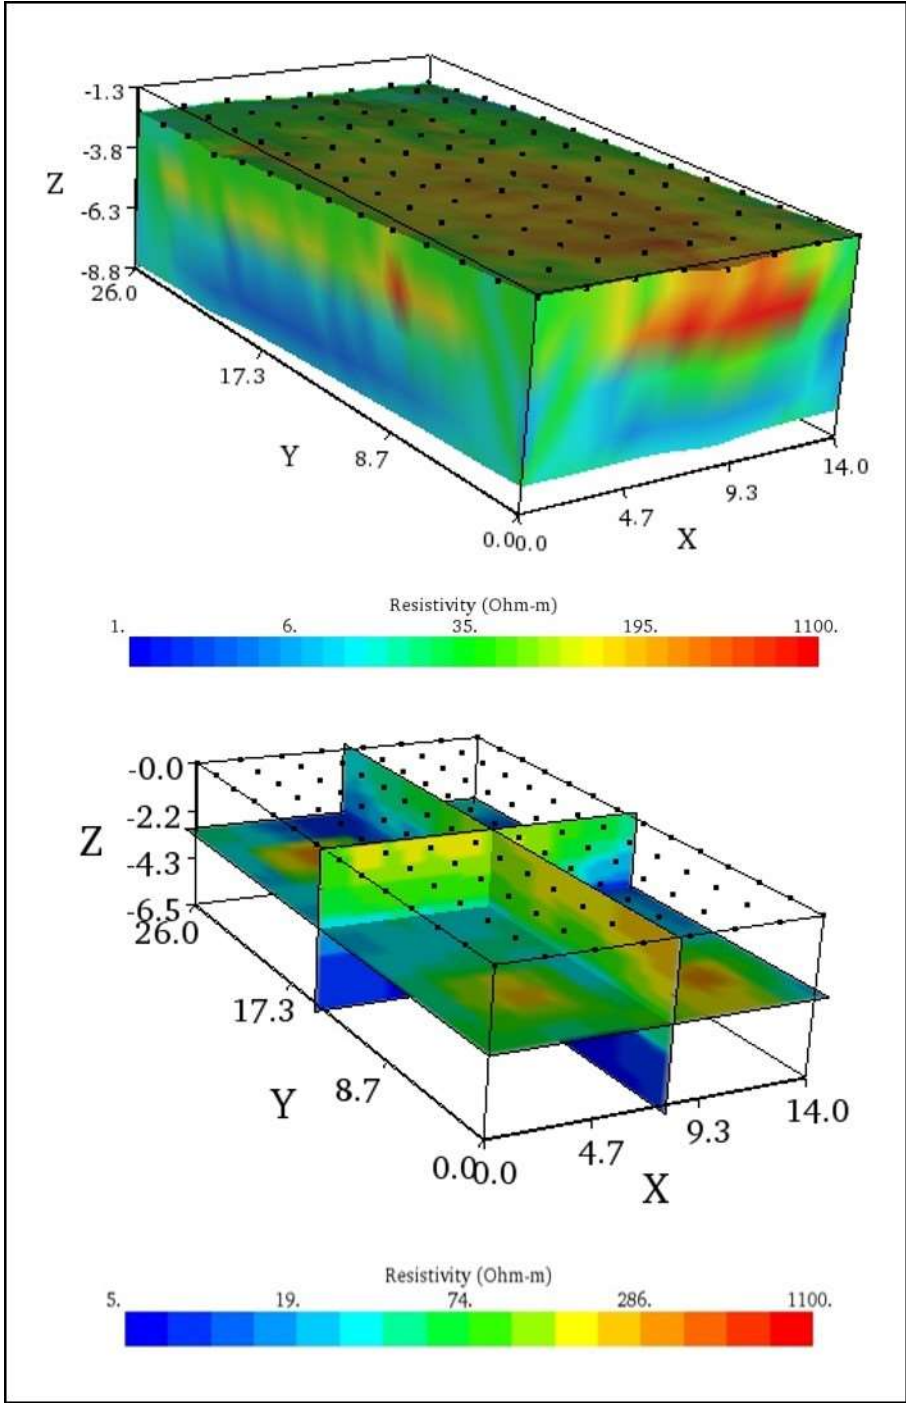 -1.3
-3.8
Z
-6.3
-8.8
26.0
17.3
Y
8.7
0.0
0.0
4.7
X
9.3
14.0
Resistivity (Ohm-m)
1. 6. 35. 195. 1100.
-0.0
-2.2
Z
-4.3
-6.5
26.0
17.3
Y
8.7
0.0
0.0
4.7
X
9.3
14.0
Resistivity (Ohm-m)
5. 19. 74. 286. 1100.